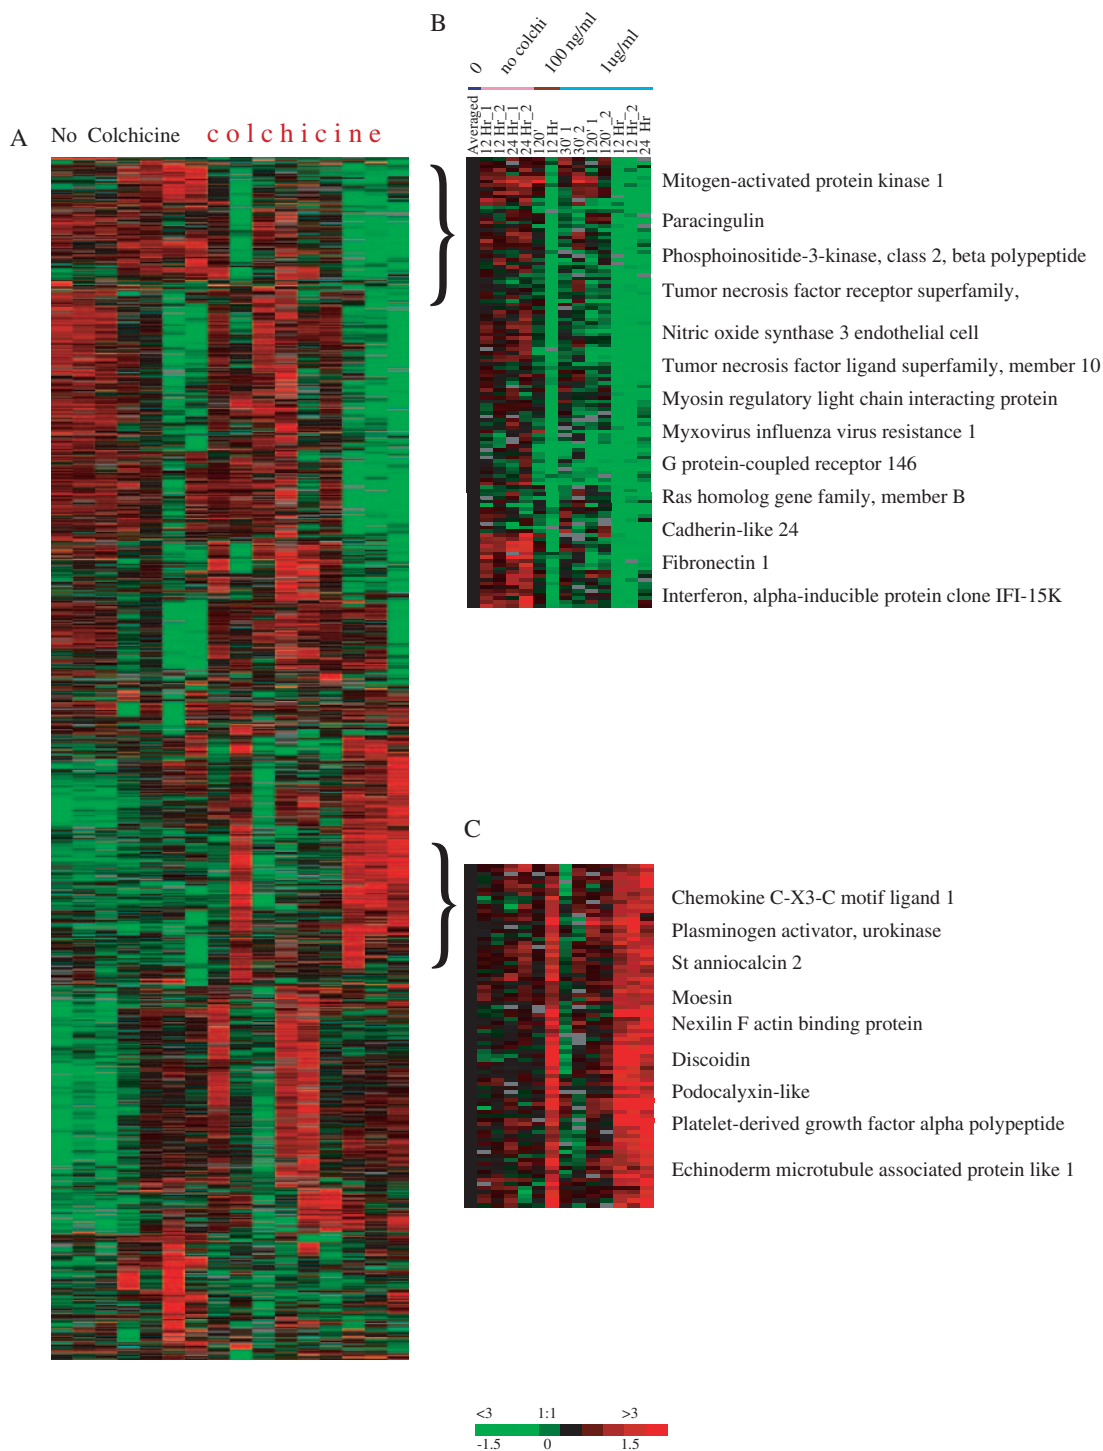 B
0
no colchi
100 ng/ml
1ug/ml
Averaged
12 Hr_1
12 Hr_2
24 Hr_1
24 Hr_2
120'
12 Hr
30' 1
30' 2
120' 1
120' _2
12 Hr
12 Hr_2
24 Hr
A
No Colchicine
colchicine
Mitogen-activated protein kinase 1
Paracingulin
Phosphoinositide-3-kinase, class 2, beta polypeptide
Tumor necrosis factor receptor superfamily,
Nitric oxide synthase 3 endothelial cell
Tumor necrosis factor ligand superfamily, member 10
Myosin regulatory light chain interacting protein
Myxovirus influenza virus resistance 1
G protein-coupled receptor 146
Ras homolog gene family, member B
Cadherin-like 24
Fibronectin 1
Interferon, alpha-inducible protein clone IFI-15K
C
Chemokine C-X3-C motif ligand 1
Plasminogen activator, urokinase
St anniocalcin 2
Moesin
Nexilin F actin binding protein
Discoidin
Podocalyxin-like
Platelet-derived growth factor alpha polypeptide
Echinoderm microtubule associated protein like 1
<3 1:1 >3
-1.5 0 1.5